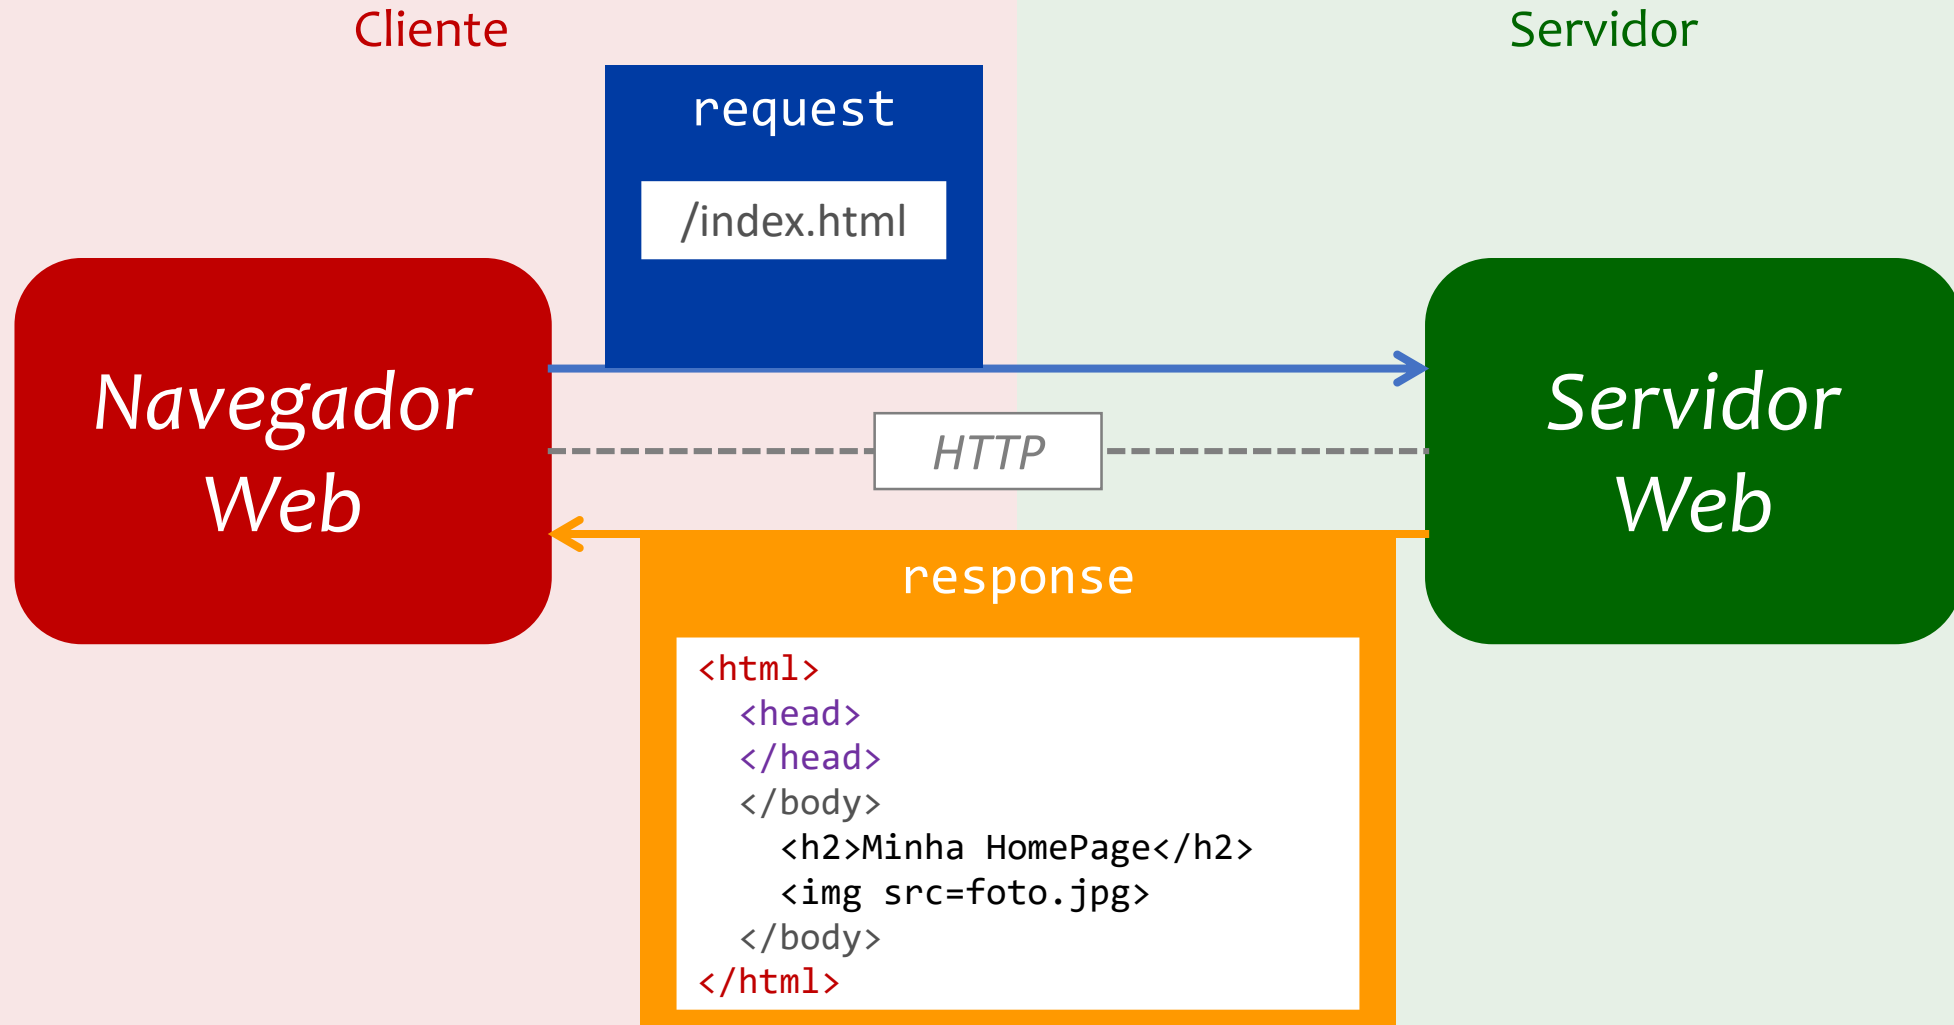 Cliente
Servidor
request
/index.html
Navegador
Web
HTTP
Servidor
Web
response
<html>
  <head>
  </head>
  </body>
    <h2>Minha HomePage</h2>
    <img src=foto.jpg>
  </body>
</html>